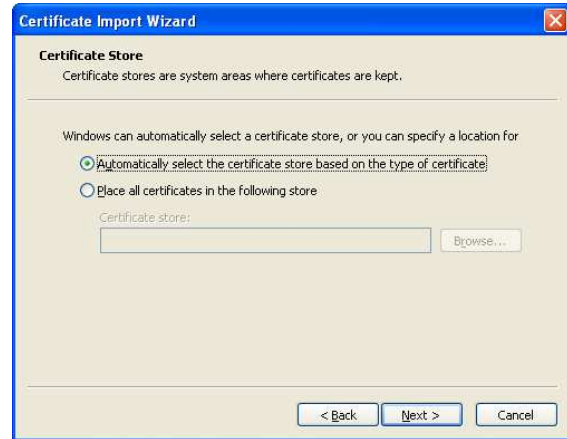 Certificate Import Wizard
Certificate Store
Certificate stores are system areas where certificates are kept.
Windows can automatically select a certificate store, or you can specify a location for
Automatically select the certificate store based on the type of certificate
Place all certificates in the following store
Certificate store:
Browse...
< Back Next > Cancel